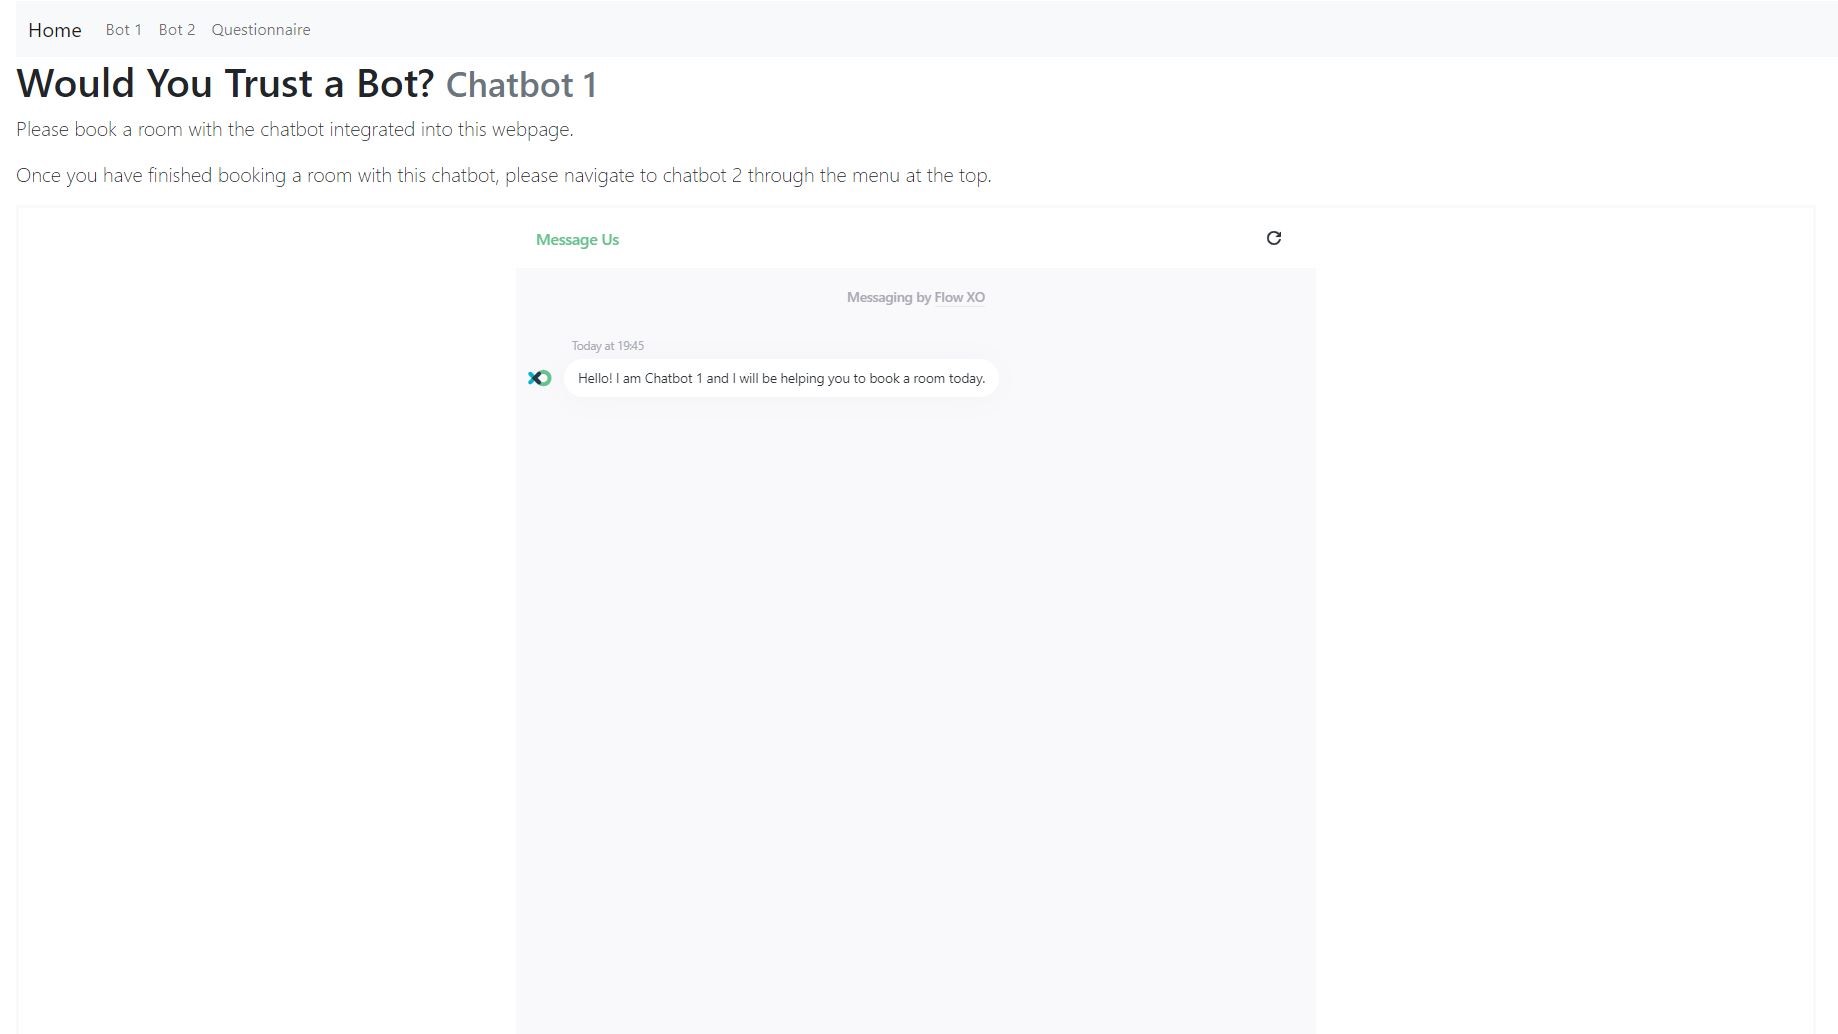 Home Bot 1 Bot 2 Questionnaire
Would You Trust a Bot? Chatbot 1
Please book a room with the chatbot integrated into this webpage.
Once you have finished booking a room with this chatbot, please navigate to chatbot 2 through the menu at the top.
Message Us
Messaging by Flow XO
Today at 19:45
Hello! I am Chatbot 1 and I will be helping you to book a room today.